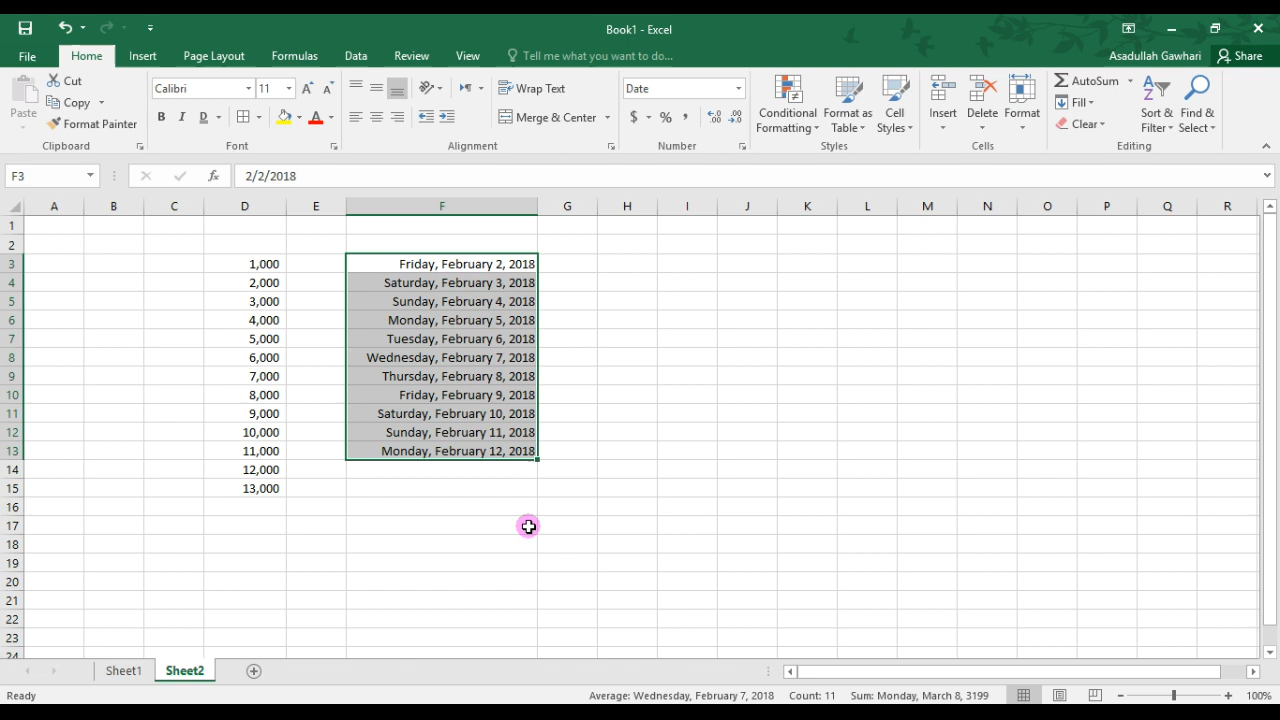 Book1 - Excel
File Home Insert Page Layout Formulas Data Review View Tell me what you want to do... Asadullah Gawhari Share
Paste Cut Copy Format Painter Clipboard
Calibri 11 B I D A Font
Wrap Text Merge & Center Alignment
Date $ % , Number
Conditional Formatting Format as Table Cell Styles Styles
Insert Delete Format Cells
AutoSum Fill Clear Sort & Filter Find & Select Editing
F3 fx 2/2/2018
A B C D E F G H I J K L M N O P Q R
1
2
3 1,000 Friday, February 2, 2018
4 2,000 Saturday, February 3, 2018
5 3,000 Sunday, February 4, 2018
6 4,000 Monday, February 5, 2018
7 5,000 Tuesday, February 6, 2018
8 6,000 Wednesday, February 7, 2018
9 7,000 Thursday, February 8, 2018
10 8,000 Friday, February 9, 2018
11 9,000 Saturday, February 10, 2018
12 10,000 Sunday, February 11, 2018
13 11,000 Monday, February 12, 2018
14 12,000
15 13,000
16
17
18
19
20
21
22
23
24
Sheet1 Sheet2
Ready Average: Wednesday, February 7, 2018 Count: 11 Sum: Monday, March 8, 3199 100%